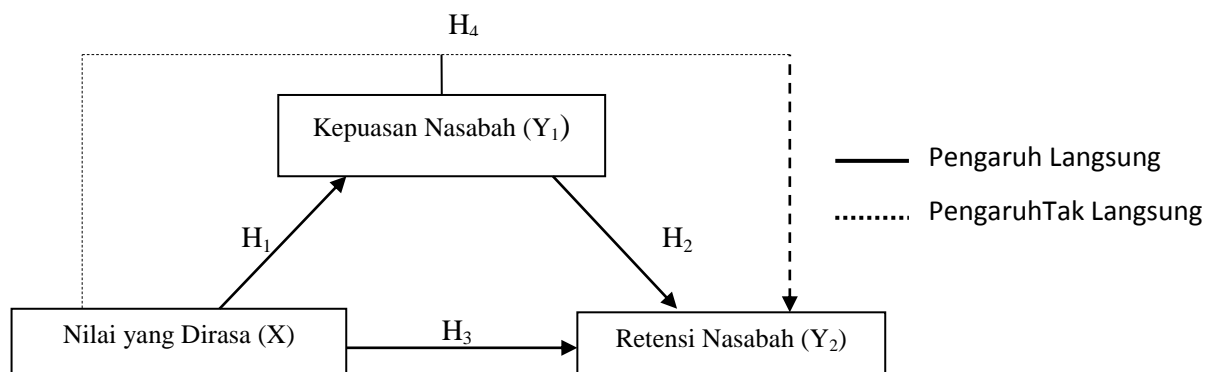 H₄
Kepuasan Nasabah (Y₁)
Pengaruh Langsung
PengaruhTak Langsung
H₁
H₂
Nilai yang Dirasa (X)
H₃
Retensi Nasabah (Y₂)